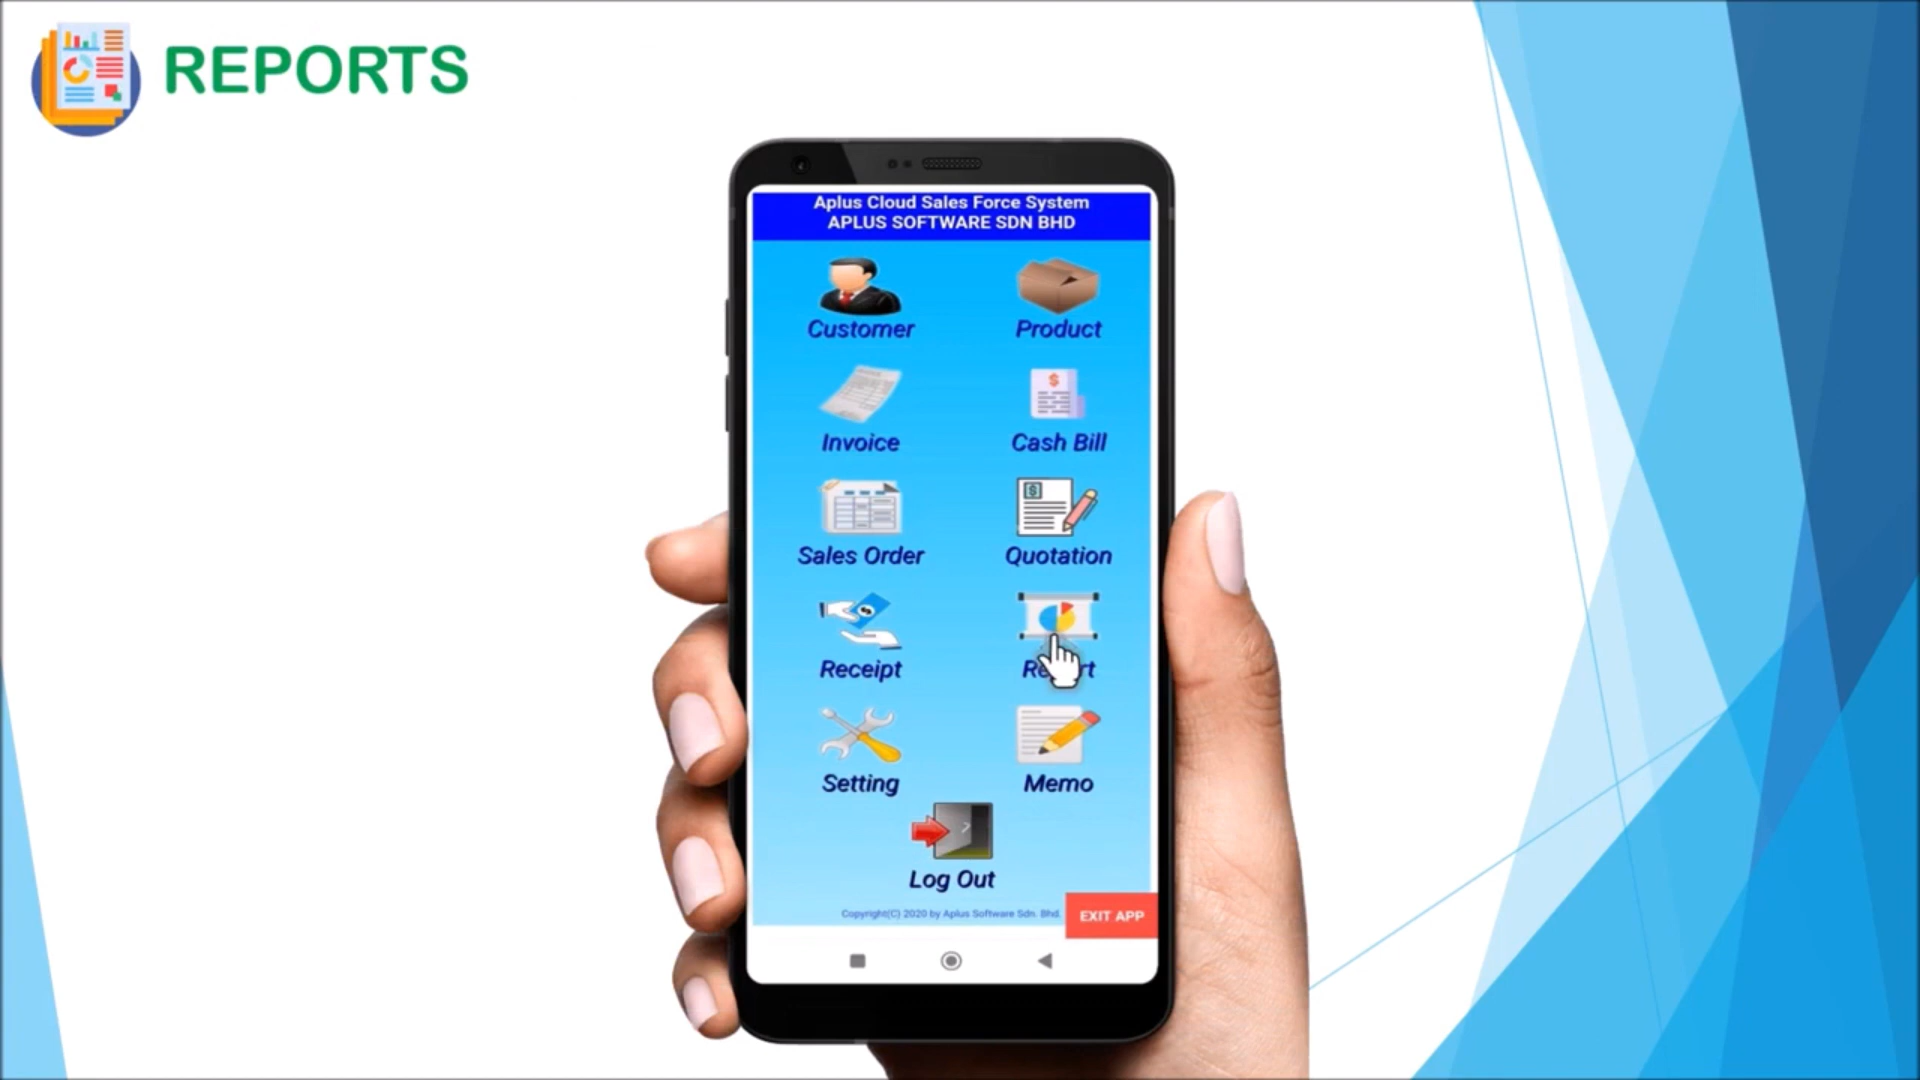 REPORTS
Aplus Cloud Sales Force System
APLUS SOFTWARE SDN BHD
Customer
Product
Invoice
Cash Bill
Sales Order
Quotation
Receipt
Setting
Memo
Log Out
Copyright(C) 2020 by Aplus Software Sdn. Bhd.
EXIT APP